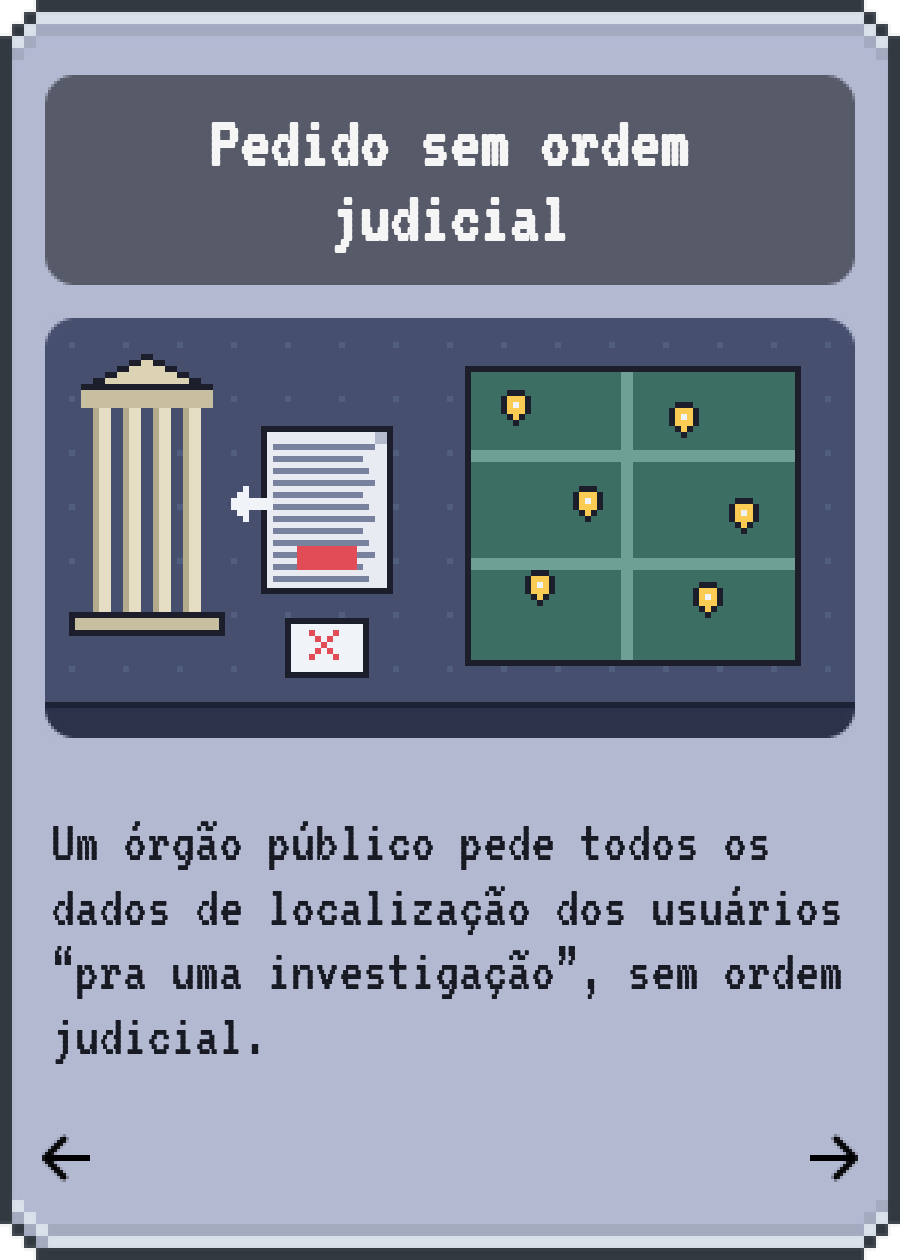 Pedido sem ordem
judicial
Um órgão público pede todos os
dados de localização dos usuários
“pra uma investigação”, sem ordem
judicial.